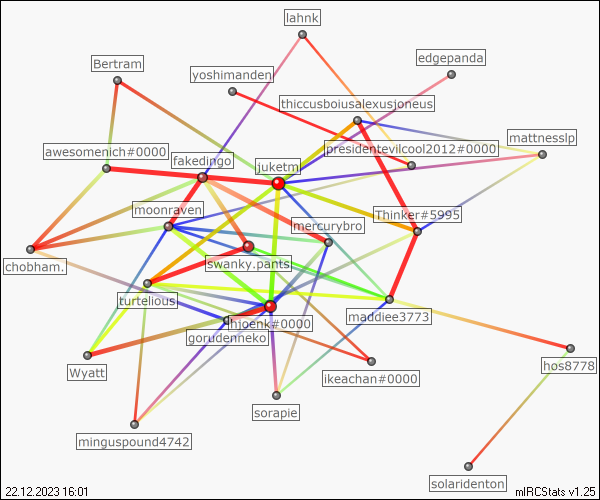 lahnk
edgepanda
Bertram
yoshimanden
thiccusboiusalexusjoneus
mattnesslp
presidentevilcool2012#0000
awesomenich#0000
fakedingo
juketm
moonraven
Thinker#5995
mercurybro
swanky.pants
chobham.
turtelious
maddiee3773
hjoenk#0000
gorudenneko
Wyatt
hos8778
ikeachan#0000
sorapie
minguspound4742
solaridenton
22.12.2023 16:01
mIRCStats v1.25